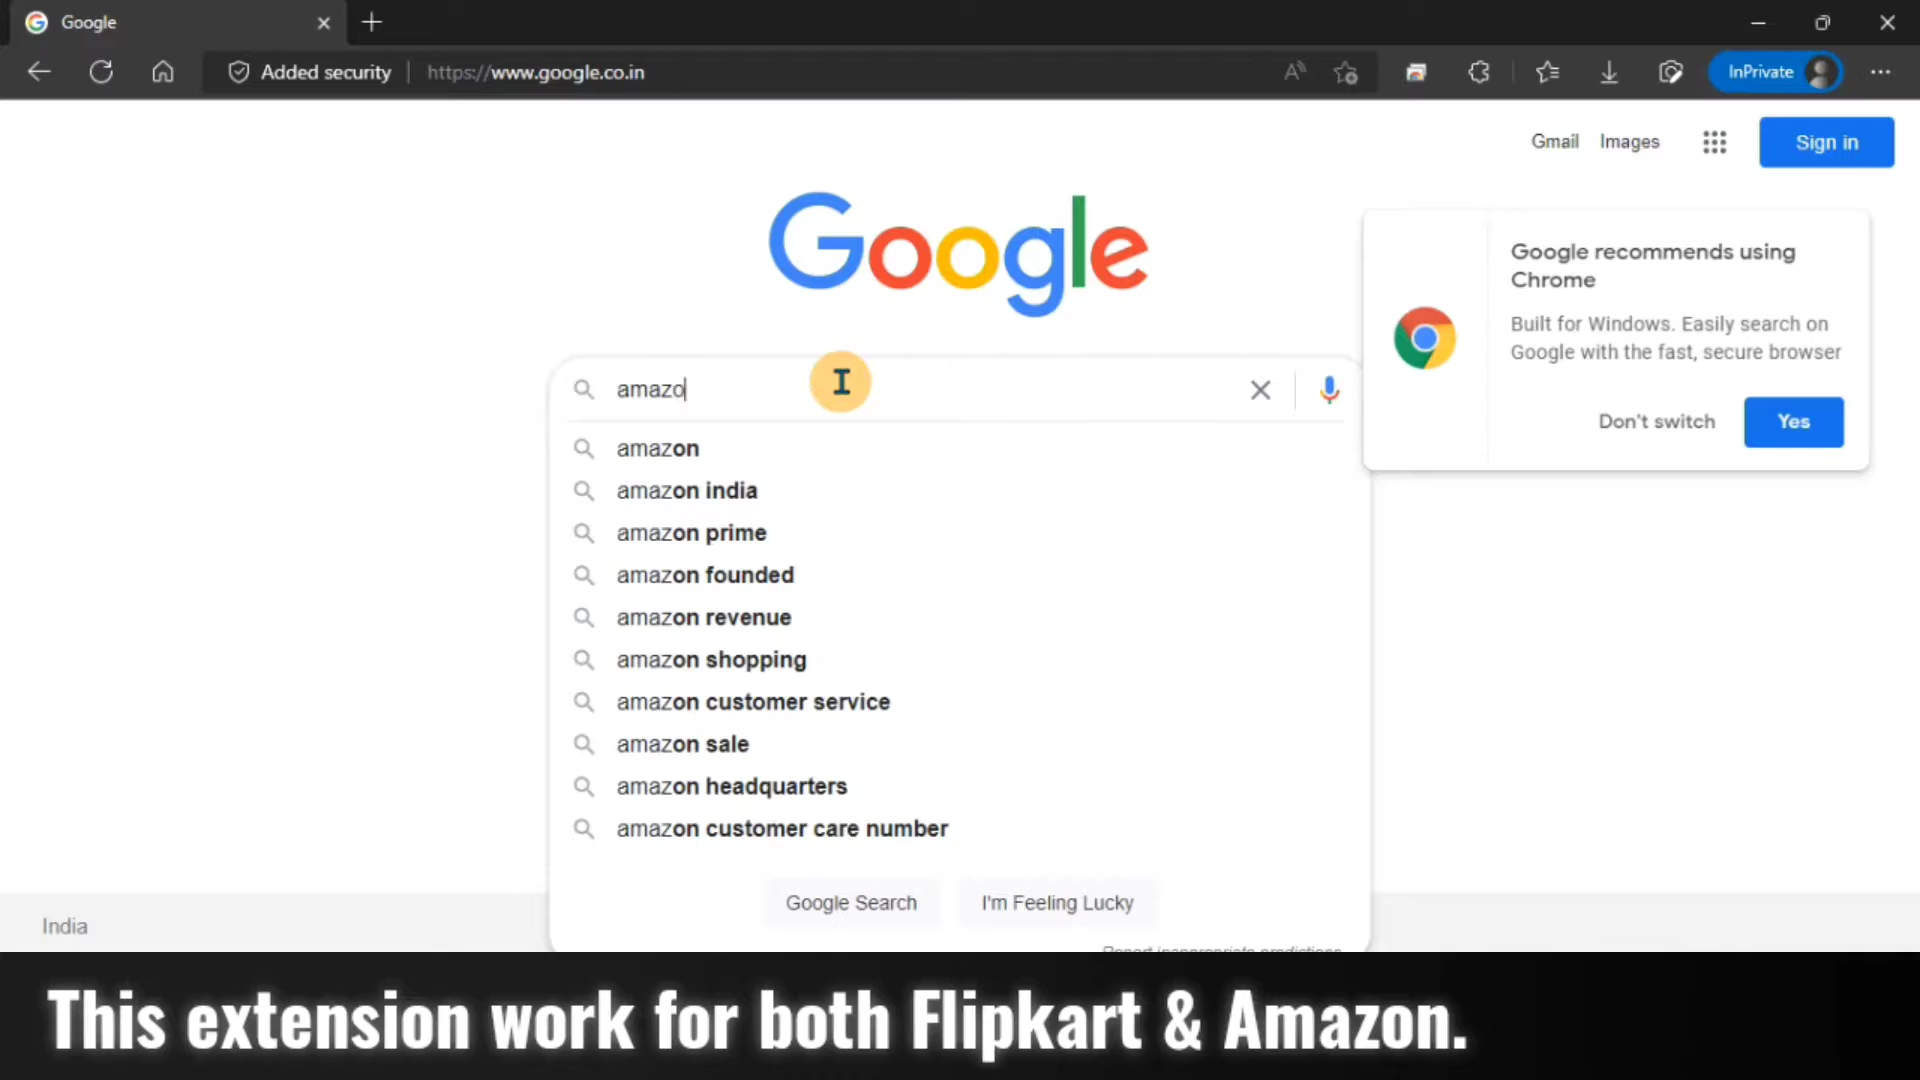 Google
Added security
https://www.google.co.in
InPrivate
Gmail
Images
Sign in
Google
Google recommends using
Chrome
Built for Windows. Easily search on
Google with the fast, secure browser
Don't switch
Yes
amazo
amazon
amazon india
amazon prime
amazon founded
amazon revenue
amazon shopping
amazon customer service
amazon sale
amazon headquarters
amazon customer care number
Google Search
I'm Feeling Lucky
Report inappropriate predictions
India
This extension work for both Flipkart & Amazon.